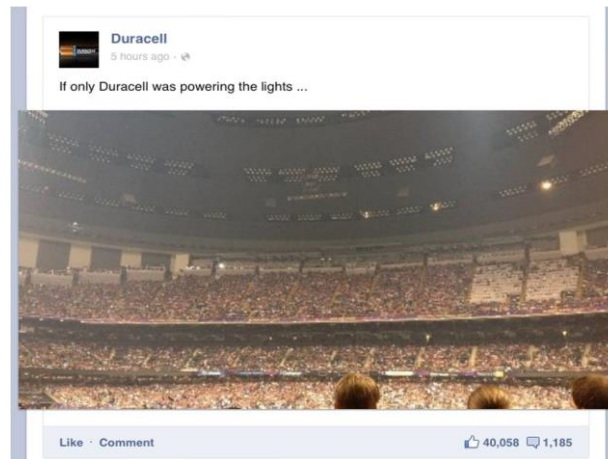 Duracell
5 hours ago ·
If only Duracell was powering the lights ...
Like · Comment 40,058 1,185